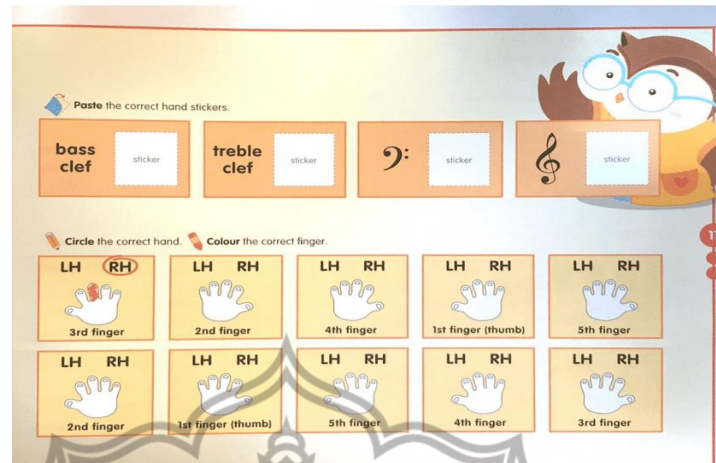 Paste the correct hand stickers.
bass clef sticker
treble clef sticker
sticker
sticker
Circle the correct hand. Colour the correct finger.
LH RH LH RH LH RH LH RH LH RH
3rd finger 2nd finger 4th finger 1st finger (thumb) 5th finger
LH RH LH RH LH RH LH RH LH RH
2nd finger 1st finger (thumb) 5th finger 4th finger 3rd finger